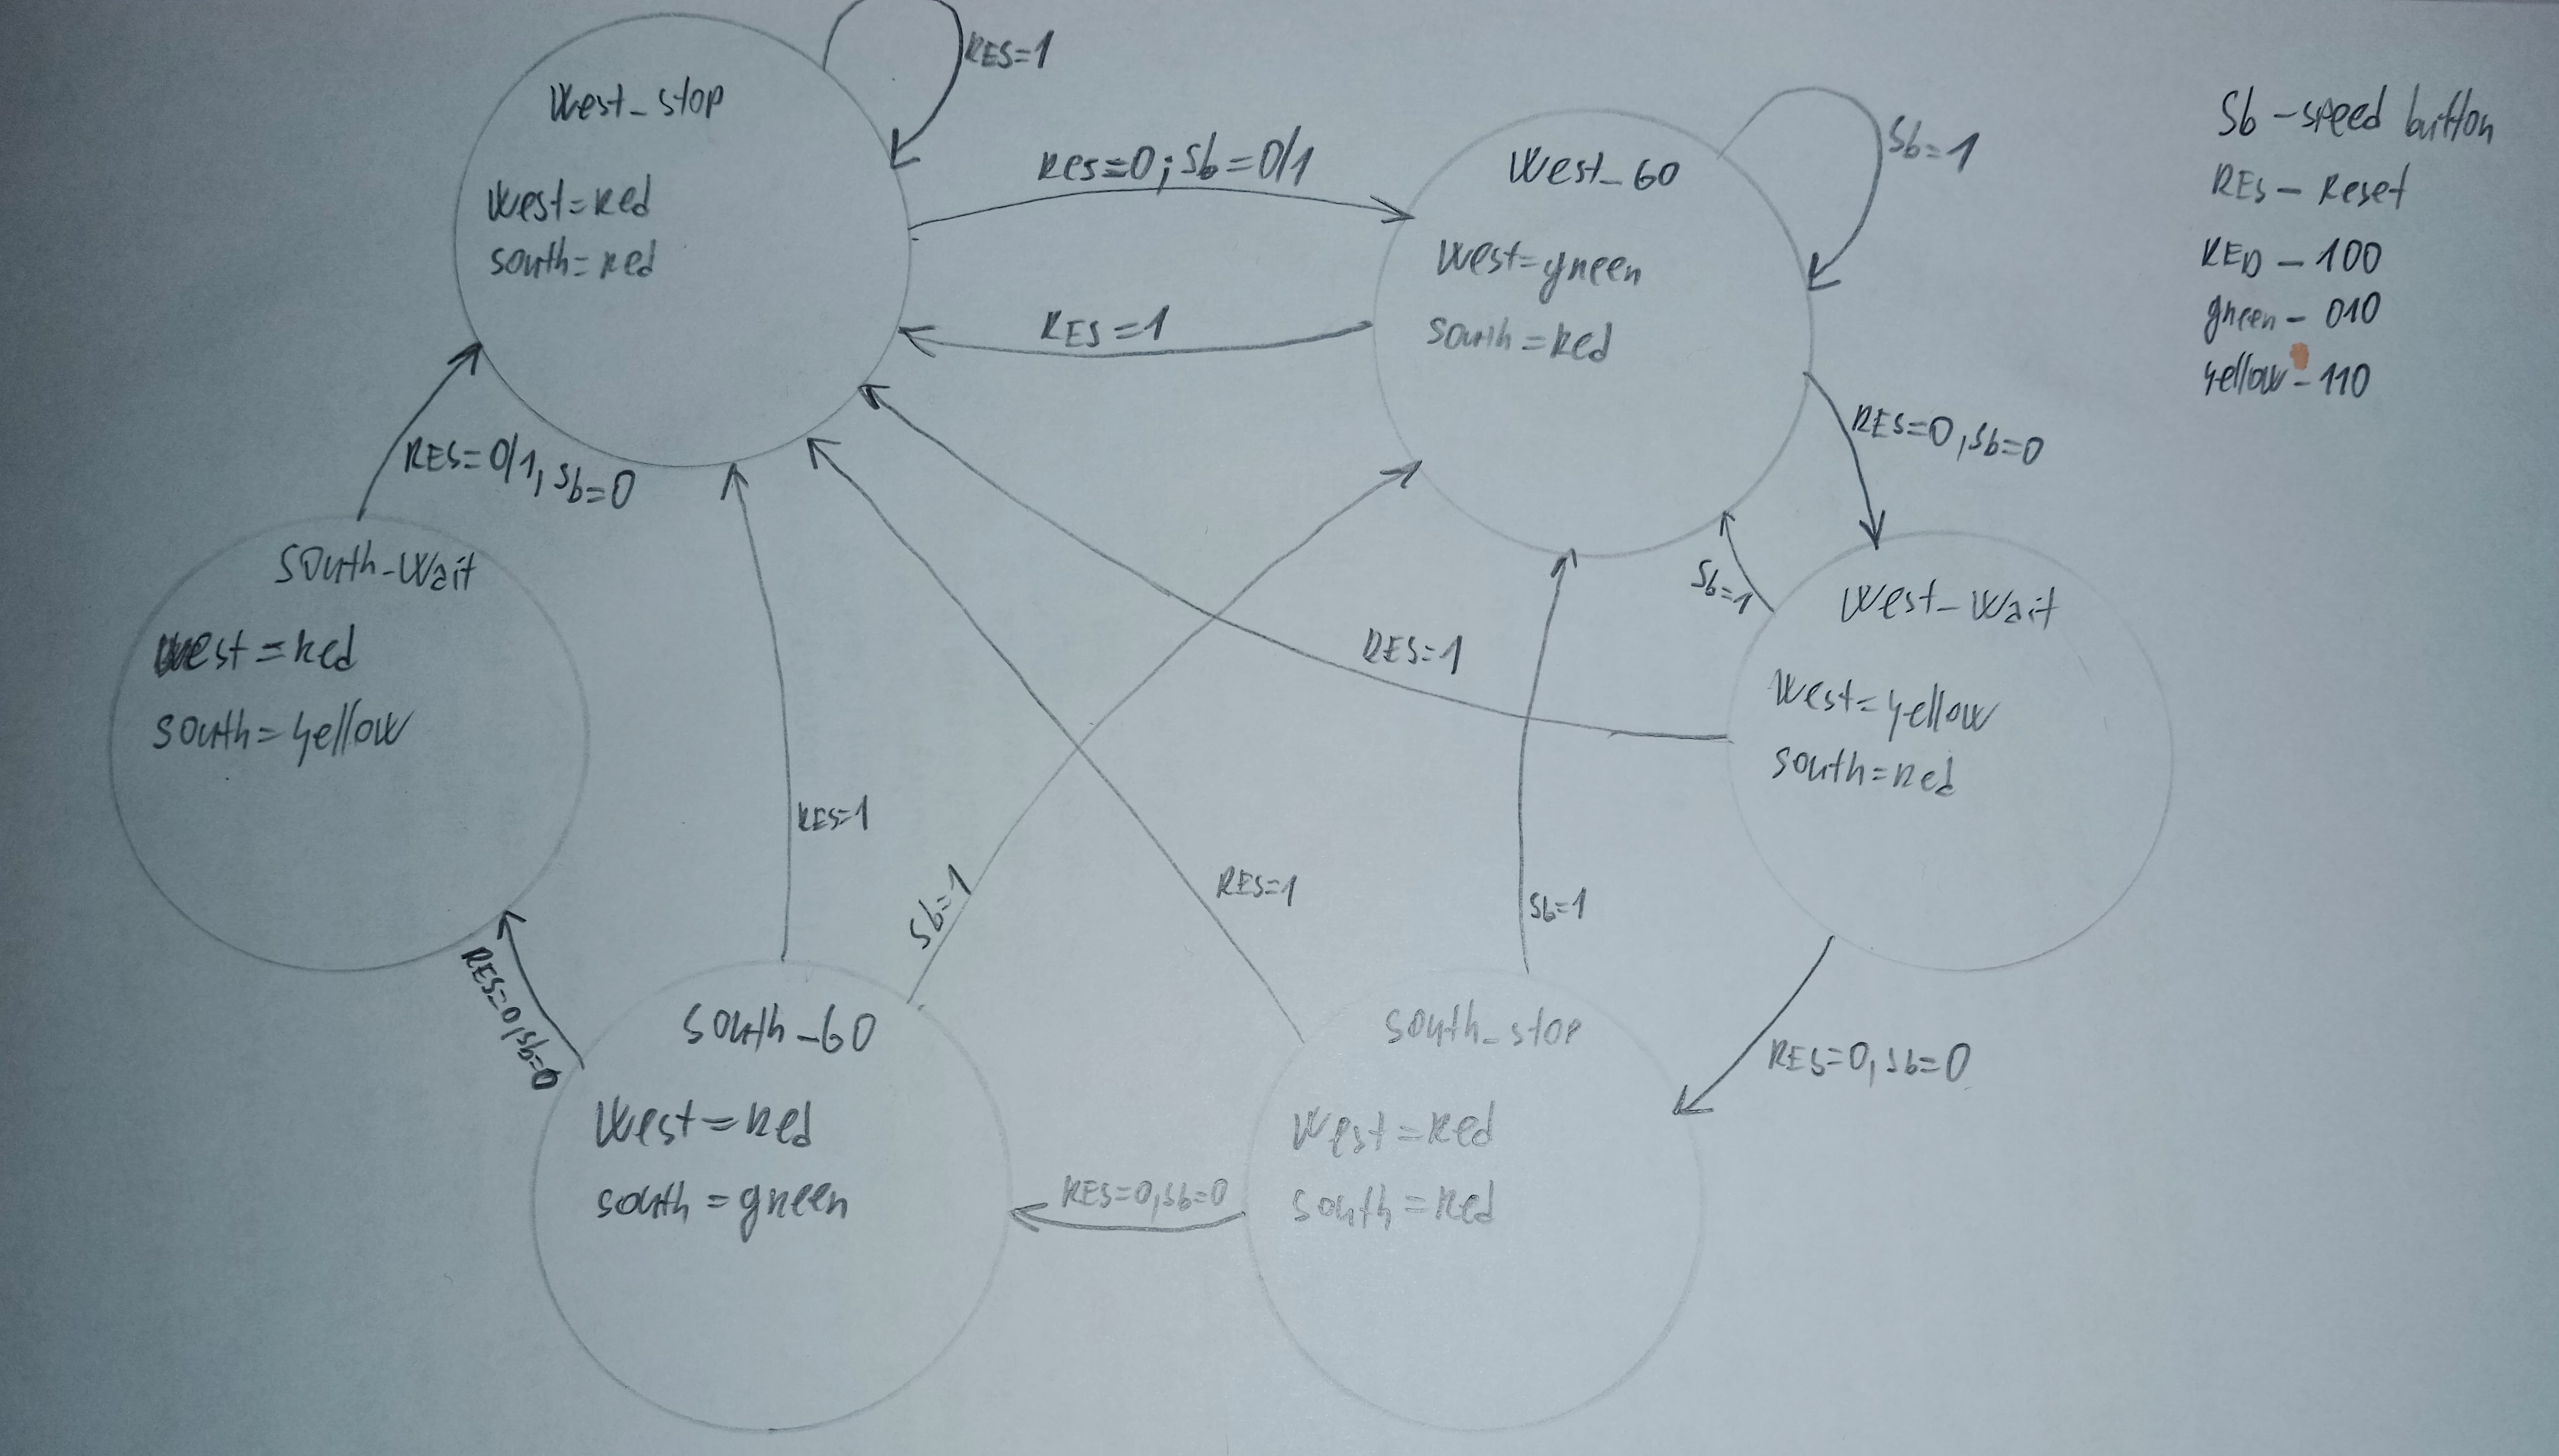 West_stop
West=Red
South=Red
RES=1
RES=0; Sb=0/1
RES=1
West_60
West=green
South=Red
Sb=1
Sb - speed button
RES - Reset
RED - 100
green - 010
yellow - 110
RES=0, Sb=0
Sb=1
West_Wait
West=yellow
South=Red
RES=1
RES=0/1, Sb=0
South_Wait
West=Red
South=yellow
RES=1
Sb=1
RES=1
Sb=1
RES=0, Sb=0
RES=0, Sb=0
South_60
West=Red
South=green
RES=0, Sb=0
South_stop
West=Red
South=Red